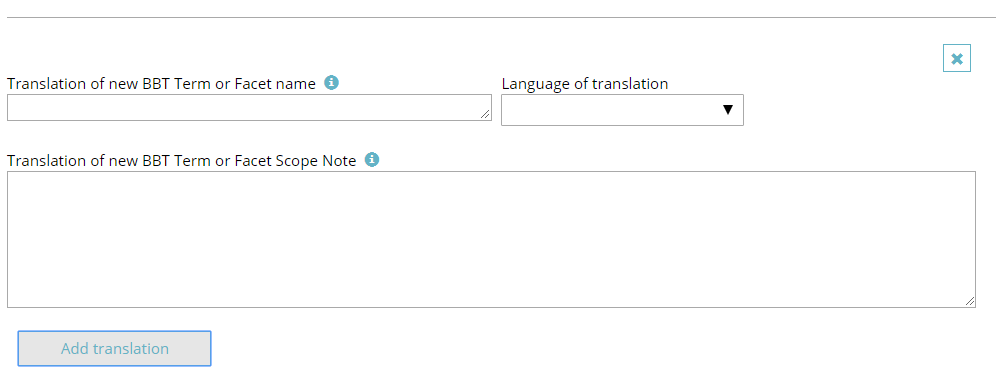 Translation of new BBT Term or Facet name
Language of translation
Translation of new BBT Term or Facet Scope Note
Add translation